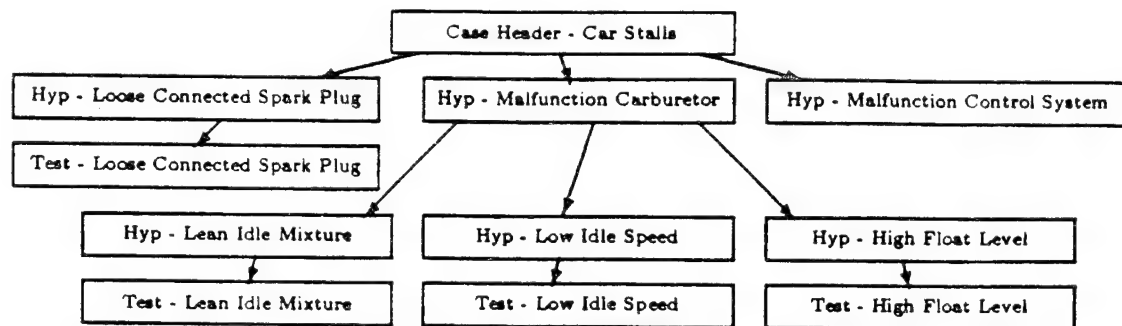 Case Header - Car Stalls
Hyp - Loose Connected Spark Plug
Hyp - Malfunction Carburetor
Hyp - Malfunction Control System
Test - Loose Connected Spark Plug
Hyp - Lean Idle Mixture
Hyp - Low Idle Speed
Hyp - High Float Level
Test - Lean Idle Mixture
Test - Low Idle Speed
Test - High Float Level